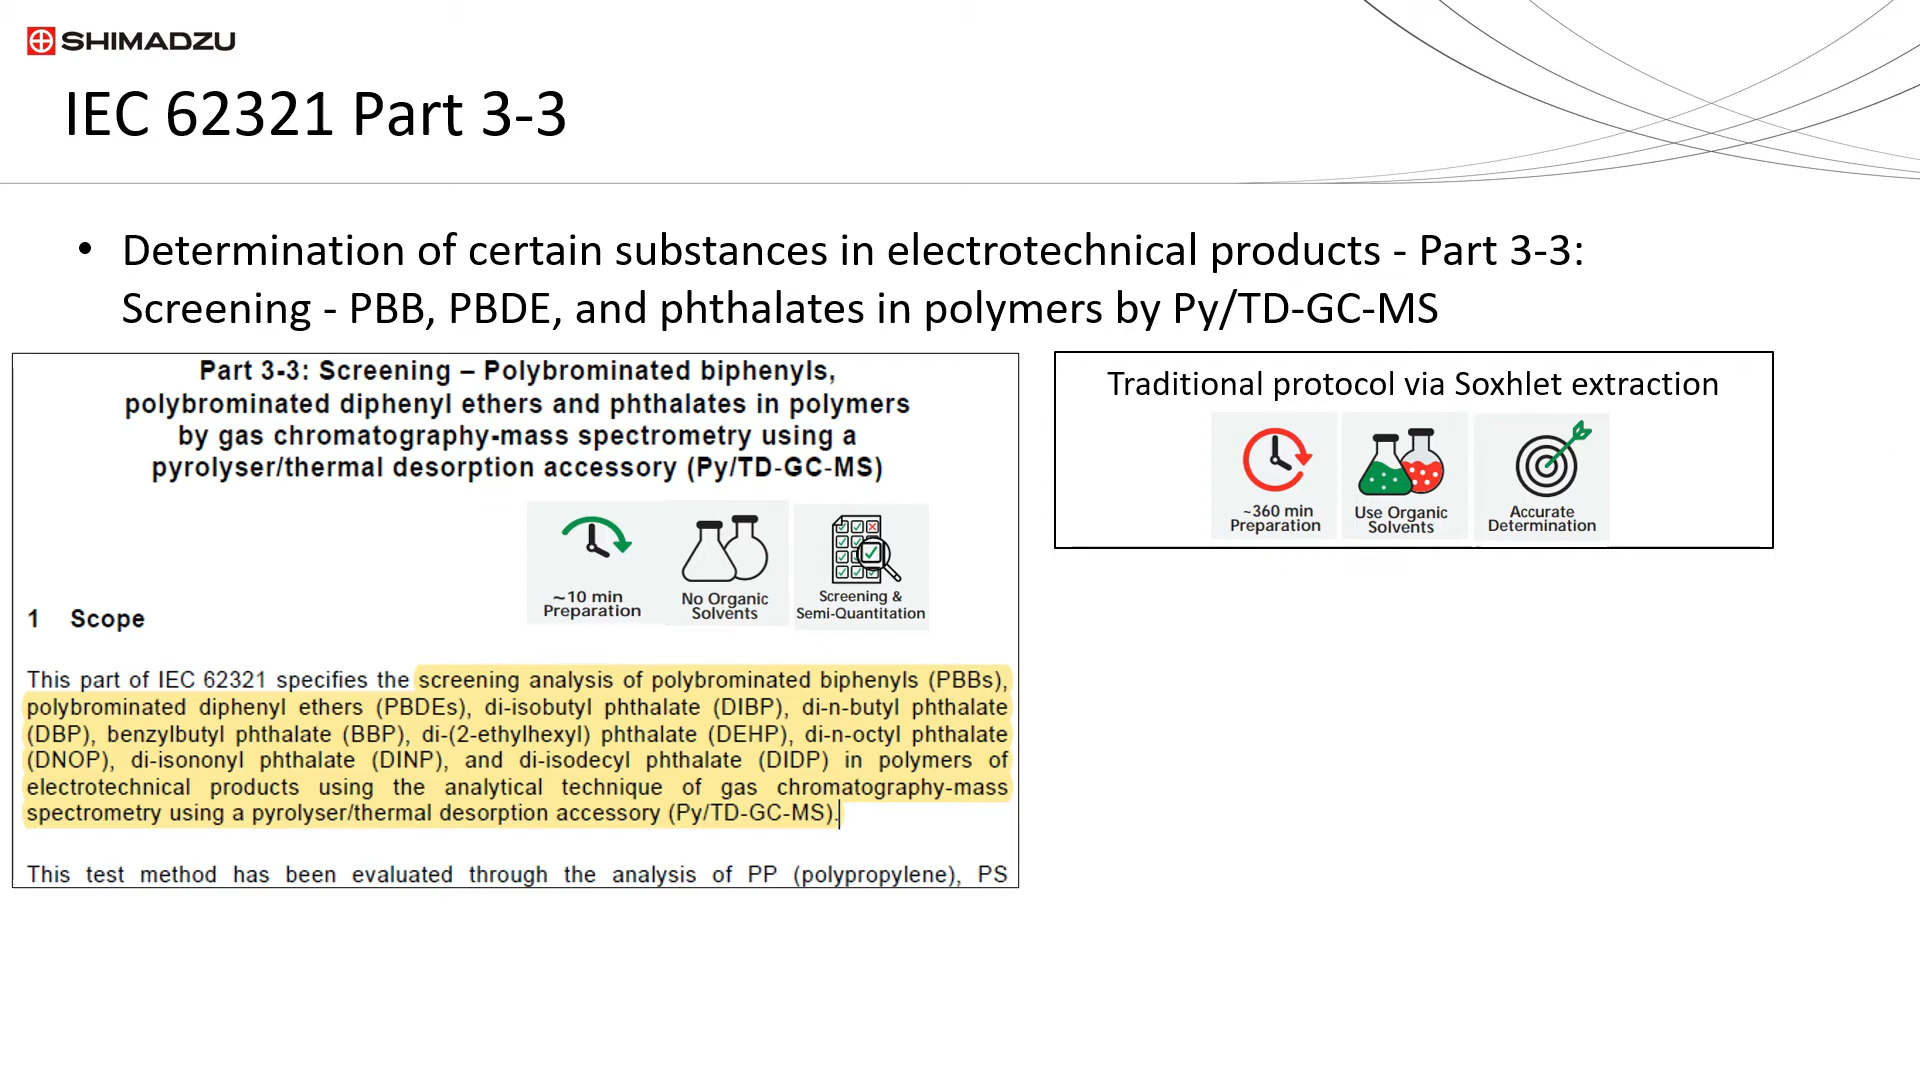 SHIMADZU
IEC 62321 Part 3-3
• Determination of certain substances in electrotechnical products - Part 3-3:
Screening - PBB, PBDE, and phthalates in polymers by Py/TD-GC-MS
Part 3-3: Screening – Polybrominated biphenyls,
polybrominated diphenyl ethers and phthalates in polymers
by gas chromatography-mass spectrometry using a
pyrolyser/thermal desorption accessory (Py/TD-GC-MS)
~10 min
Preparation
No Organic
Solvents
Screening &
Semi-Quantitation
1 Scope
This part of IEC 62321 specifies the screening analysis of polybrominated biphenyls (PBBs),
polybrominated diphenyl ethers (PBDEs), di-isobutyl phthalate (DIBP), di-n-butyl phthalate
(DBP), benzylbutyl phthalate (BBP), di-(2-ethylhexyl) phthalate (DEHP), di-n-octyl phthalate
(DNOP), di-isononyl phthalate (DINP), and di-isodecyl phthalate (DIDP) in polymers of
electrotechnical products using the analytical technique of gas chromatography-mass
spectrometry using a pyrolyser/thermal desorption accessory (Py/TD-GC-MS).
This test method has been evaluated through the analysis of PP (polypropylene), PS
Traditional protocol via Soxhlet extraction
~360 min
Preparation
Use Organic
Solvents
Accurate
Determination